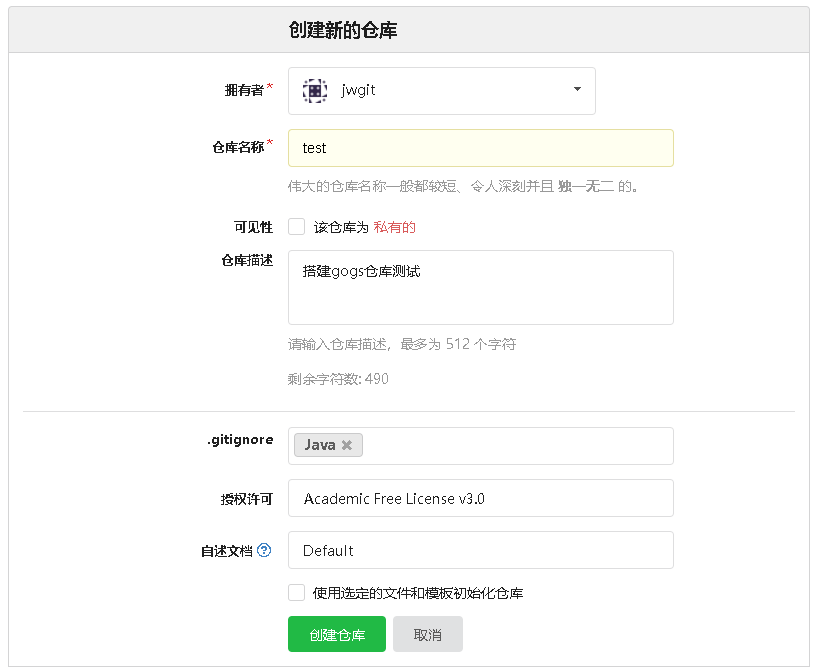 创建新的仓库
拥有者* jwgit
仓库名称* test
伟大的仓库名称一般都较短、令人深刻并且 独一无二 的。
可见性 该仓库为 私有的
仓库描述 搭建gogs仓库测试
请输入仓库描述，最多为 512 个字符
剩余字符数: 490
.gitignore Java
授权许可 Academic Free License v3.0
自述文档 Default
使用选定的文件和模板初始化仓库
创建仓库 取消